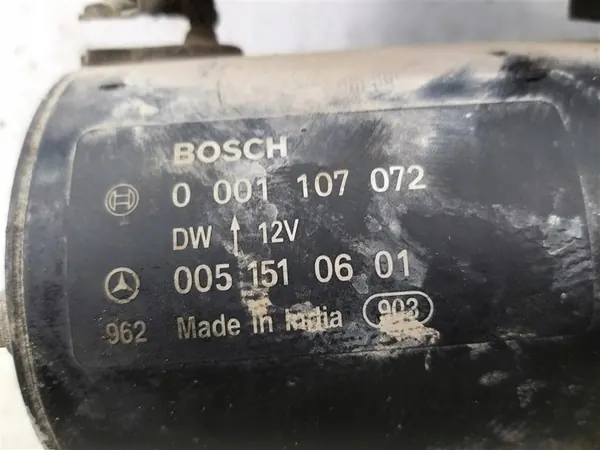 BOSCH
0 001 107 072
DW ↑ 12V
005 151 06 01
962 Made in India 903